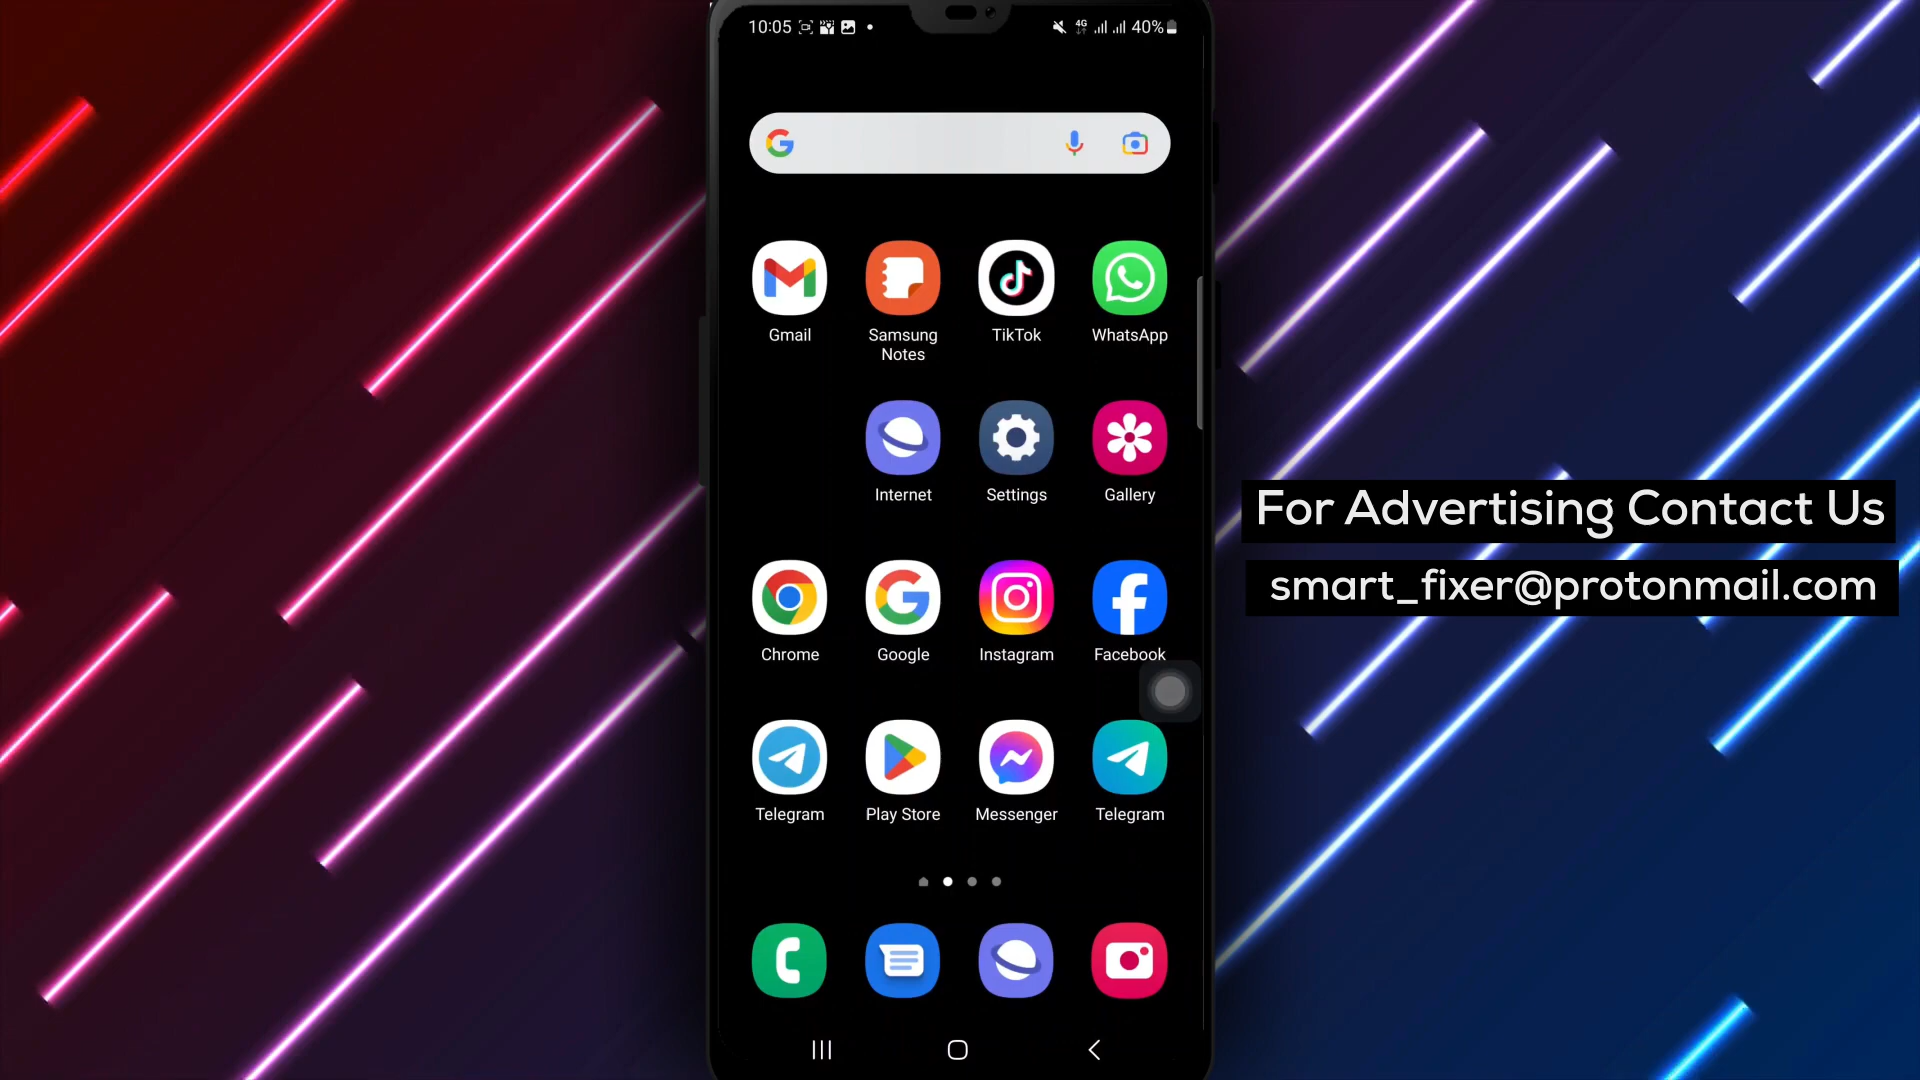 10:05
4G 40%
Gmail
Samsung Notes
TikTok
WhatsApp
Internet
Settings
Gallery
Chrome
Google
Instagram
Facebook
Telegram
Play Store
Messenger
Telegram
For Advertising Contact Us
smart_fixer@protonmail.com